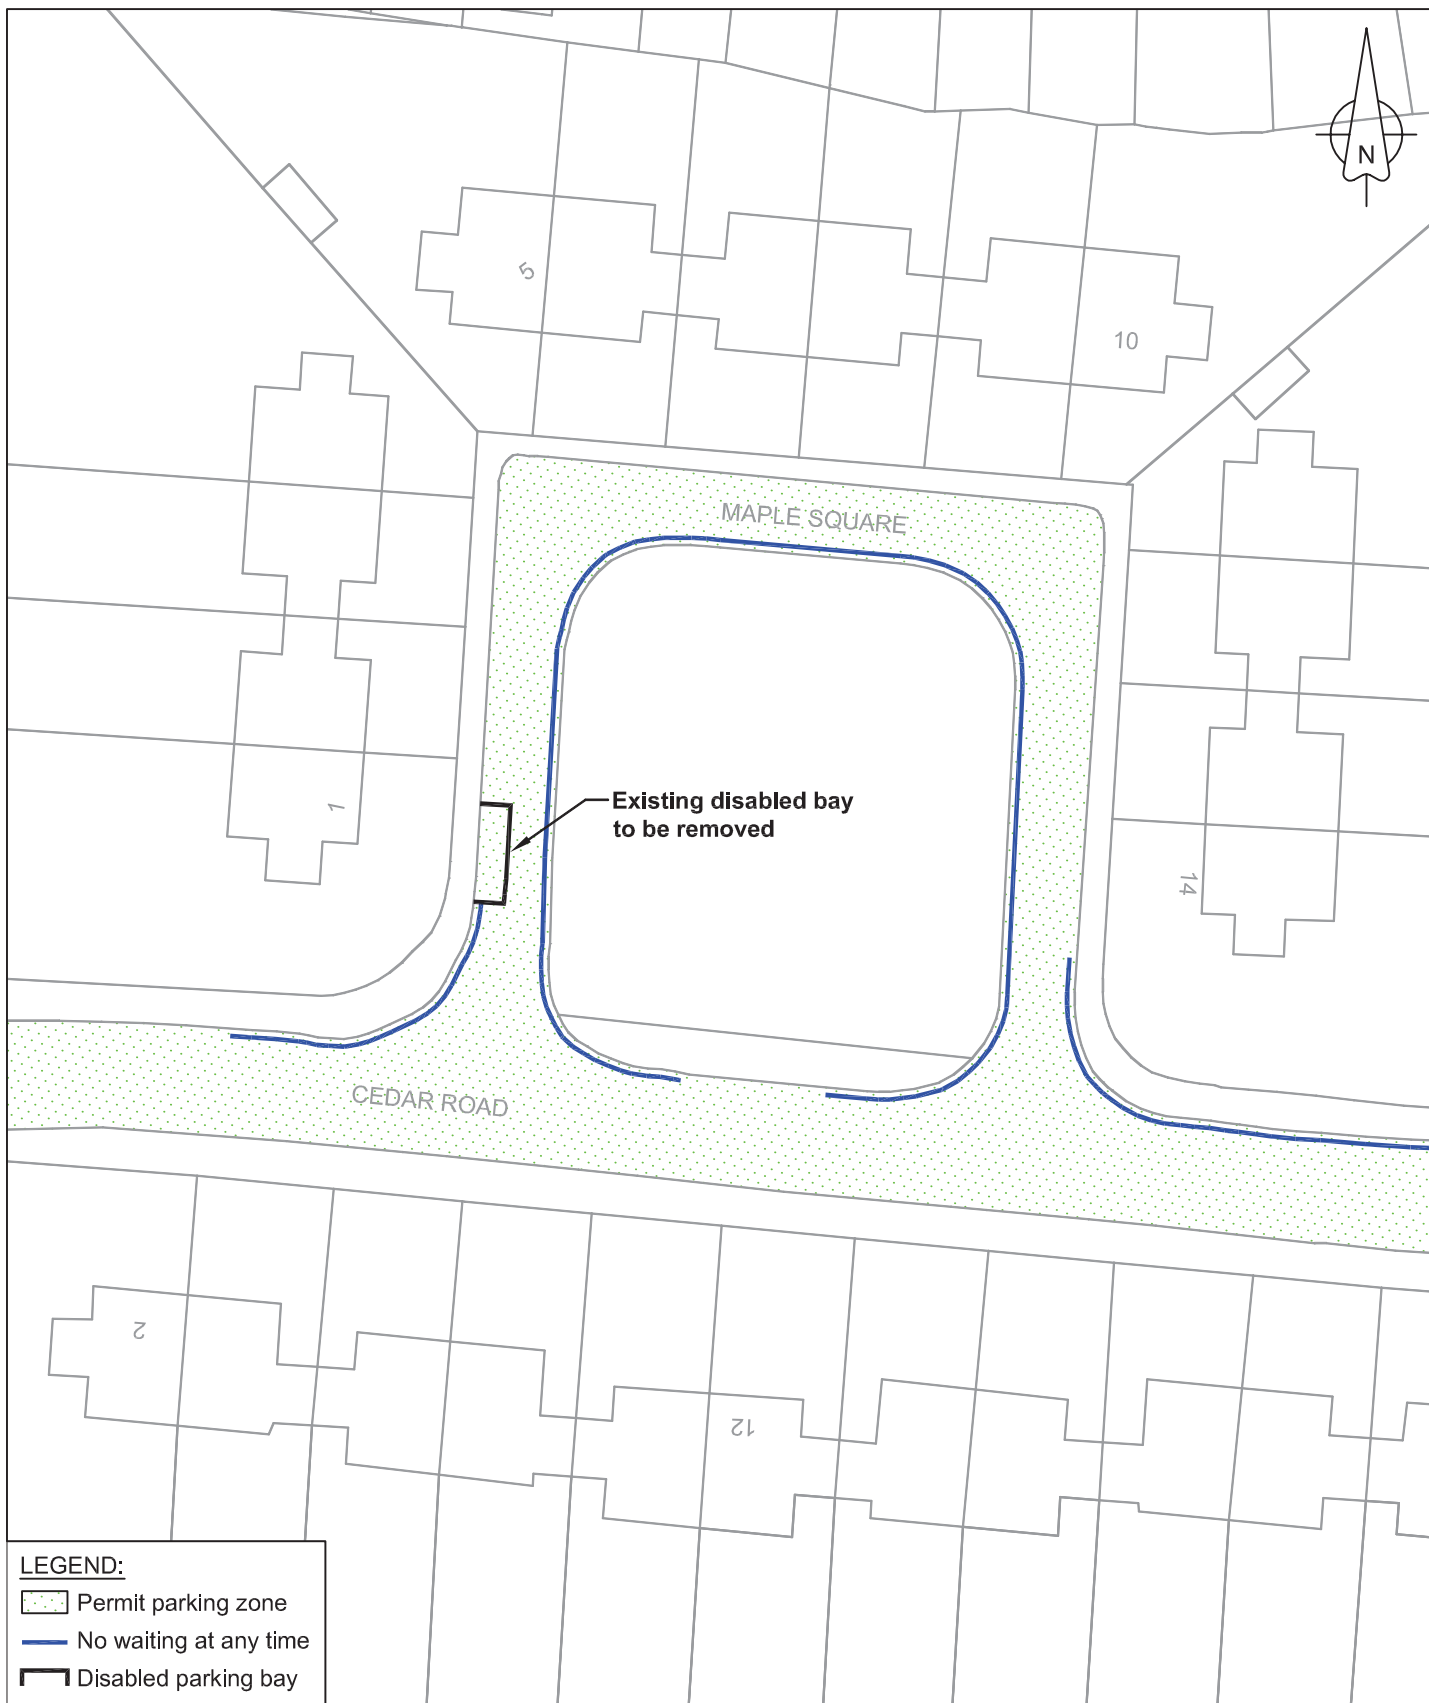 N
5
10
MAPLE SQUARE
1
Existing disabled bay
to be removed
14
CEDAR ROAD
2
12
LEGEND:
Permit parking zone
No waiting at any time
Disabled parking bay